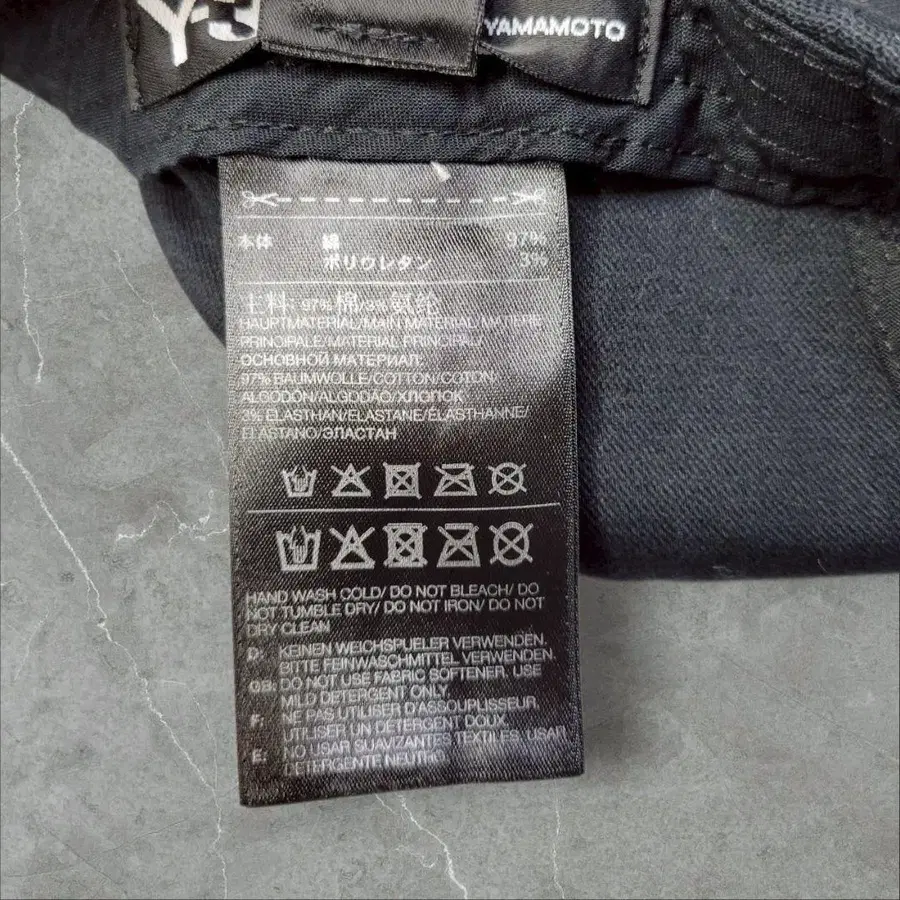 Y-3
YAMAMOTO
本体 綿 97%
ポリウレタン 3%
主料: 97% 棉/3% 氨纶
HAUPTMATERIAL/MAIN MATERIAL/MATIERE
PRINCIPALE/MATERIAL PRINCIPAL/
ОСНОВНОЙ МАТЕРИАЛ:
97% BAUMWOLLE/COTTON/COTON
ALGODÓN/ALGODÃO/ХЛОПОК
3% ELASTHAN/ELASTANE/ÉLASTHANNE/
ELASTANO/ЭЛАСТАН
HAND WASH COLD/ DO NOT BLEACH/ DO
NOT TUMBLE DRY/ DO NOT IRON/ DO NOT
DRY CLEAN
D: KEINEN WEICHSPUELER VERWENDEN.
BITTE FEINWASCHMITTEL VERWENDEN.
GB: DO NOT USE FABRIC SOFTENER. USE
MILD DETERGENT ONLY.
F: NE PAS UTILISER D'ASSOUPLISSEUR.
UTILISER UN DETERGENT DOUX.
E: NO USAR SUAVIZANTES TEXTILES. USAR
DETERGENTE NEUTRO.